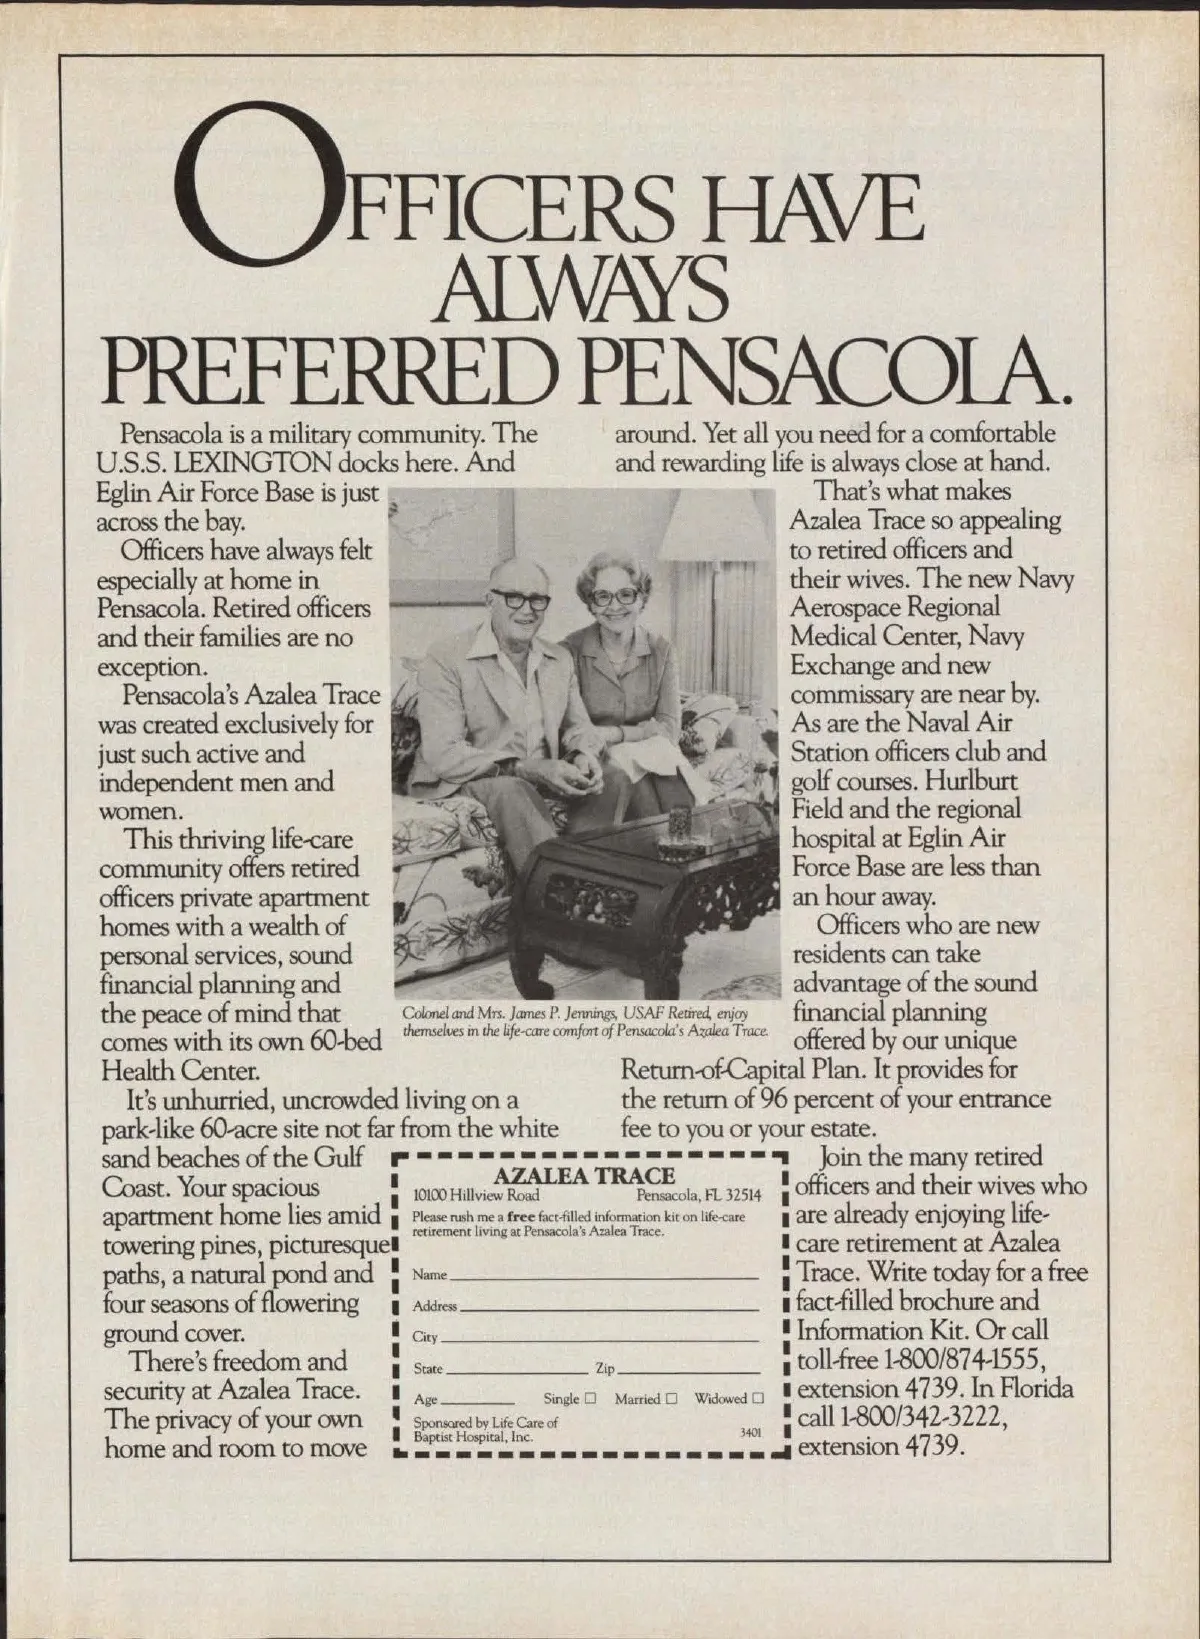 OFFICERS HAVE
ALWAYS
PREFERRED PENSACOLA.
Pensacola is a military community. The
U.S.S. LEXINGTON docks here. And
Eglin Air Force Base is just
across the bay.
Officers have always felt
especially at home in
Pensacola. Retired officers
and their families are no
exception.
Pensacola's Azalea Trace
was created exclusively for
just such active and
independent men and
women.
This thriving life-care
community offers retired
officers private apartment
homes with a wealth of
personal services, sound
financial planning and
the peace of mind that
comes with its own 60-bed
Health Center.
It's unhurried, uncrowded living on a
park-like 60-acre site not far from the white
sand beaches of the Gulf
Coast. Your spacious
apartment home lies amid
towering pines, picturesque
paths, a natural pond and
four seasons of flowering
ground cover.
There's freedom and
security at Azalea Trace.
The privacy of your own
home and room to move
around. Yet all you need for a comfortable
and rewarding life is always close at hand.
That's what makes
Azalea Trace so appealing
to retired officers and
their wives. The new Navy
Aerospace Regional
Medical Center, Navy
Exchange and new
commissary are near by.
As are the Naval Air
Station officers club and
golf courses. Hurlburt
Field and the regional
hospital at Eglin Air
Force Base are less than
an hour away.
Officers who are new
residents can take
advantage of the sound
financial planning
offered by our unique
Return-of-Capital Plan. It provides for
the return of 96 percent of your entrance
fee to you or your estate.
Join the many retired
officers and their wives who
are already enjoying life-
care retirement at Azalea
Trace. Write today for a free
fact-filled brochure and
Information Kit. Or call
toll-free 1-800/874-1555,
extension 4739. In Florida
call 1-800/342-3222,
extension 4739.
Colonel and Mrs. James P. Jennings, USAF Retired, enjoy
themselves in the life-care comfort of Pensacola's Azalea Trace.
AZALEA TRACE
10100 Hillview Road Pensacola, FL 32514
Please rush me a free fact-filled information kit on life-care
retirement living at Pensacola's Azalea Trace.
Name
Address
City
State Zip
Age Single ☐ Married ☐ Widowed ☐
Sponsored by Life Care of
Baptist Hospital, Inc.
3401